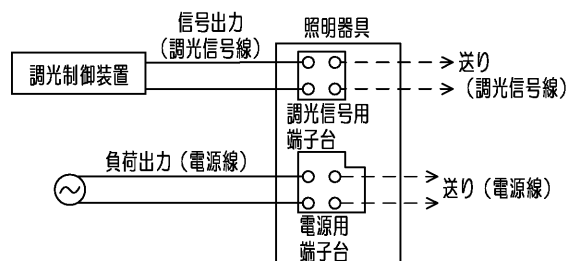 信号出力
(調光信号線)
照明器具
調光制御装置
送り
(調光信号線)
調光信号用
端子台
負荷出力(電源線)
送り(電源線)
電源用
端子台